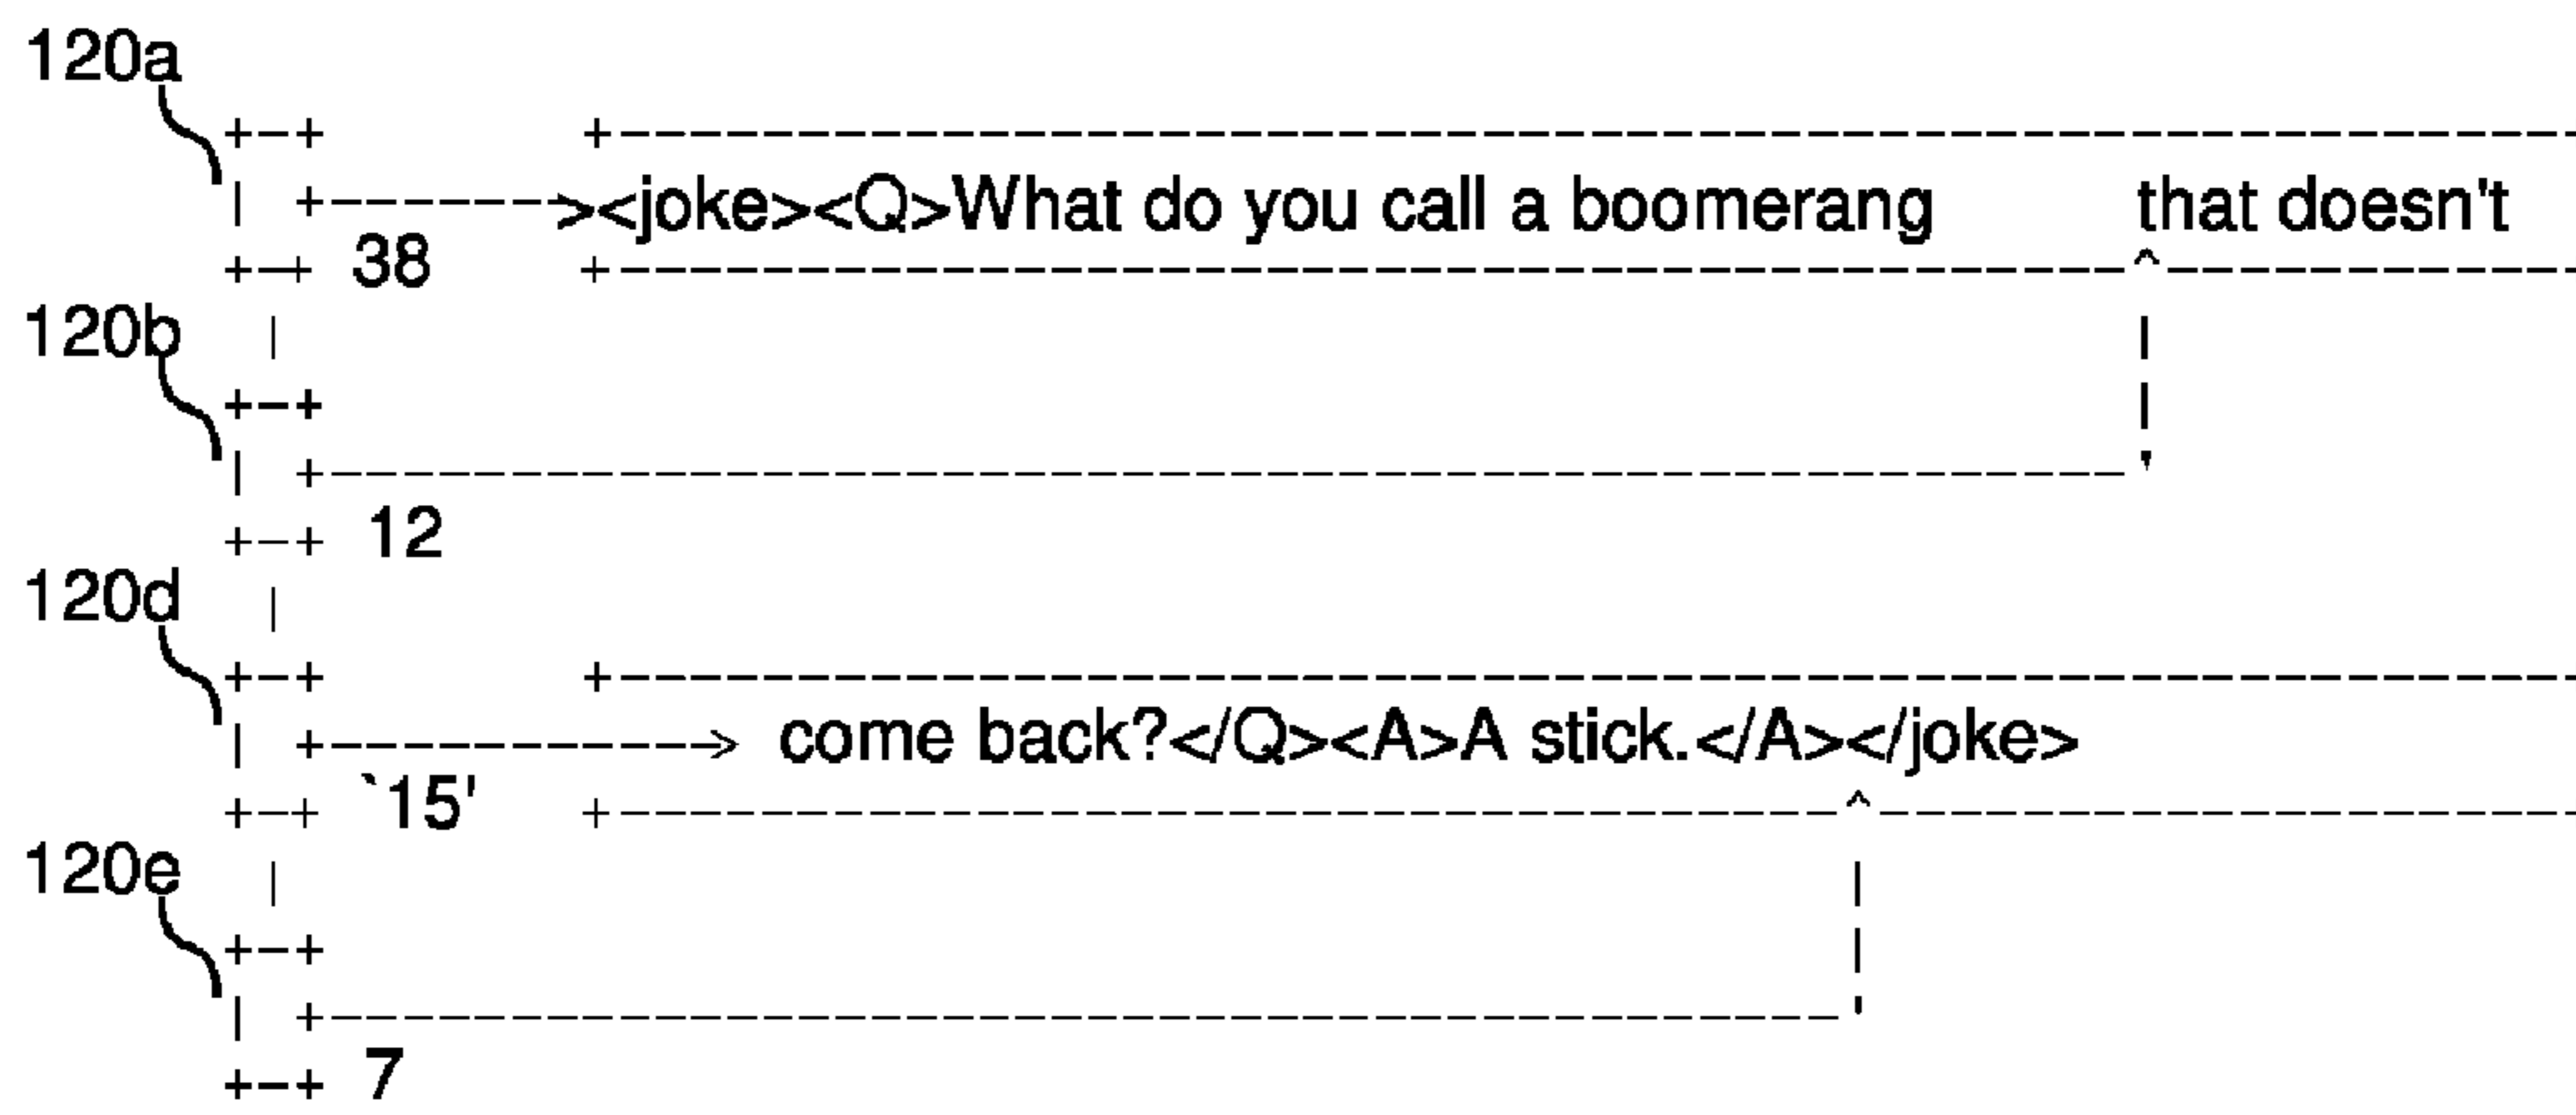 120a
><joke><Q>What do you call a boomerang that doesn't
38
120b
12
120d
come back?</Q><A>A stick.</A></joke>
`15'
120e
7